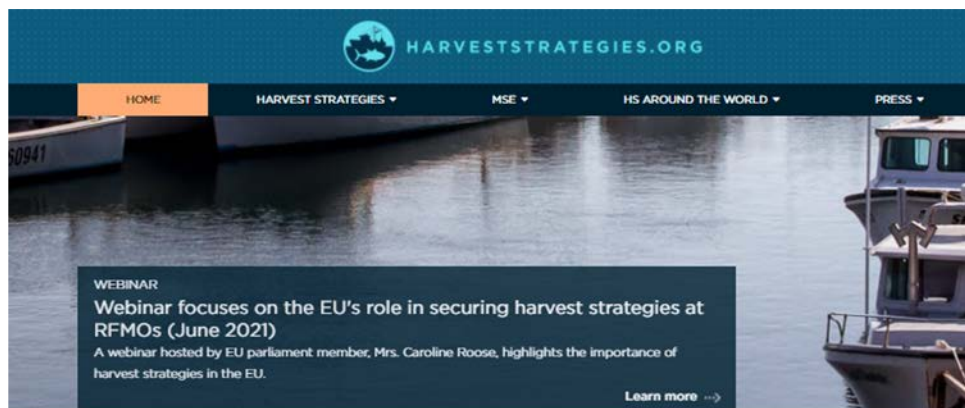 HARVESTSTRATEGIES.ORG
HOME HARVEST STRATEGIES ▾ MSE ▾ HS AROUND THE WORLD ▾ PRESS ▾
S0941
WEBINAR
Webinar focuses on the EU's role in securing harvest strategies at
RFMOs (June 2021)
A webinar hosted by EU parliament member, Mrs. Caroline Roose, highlights the importance of
harvest strategies in the EU.
Learn more